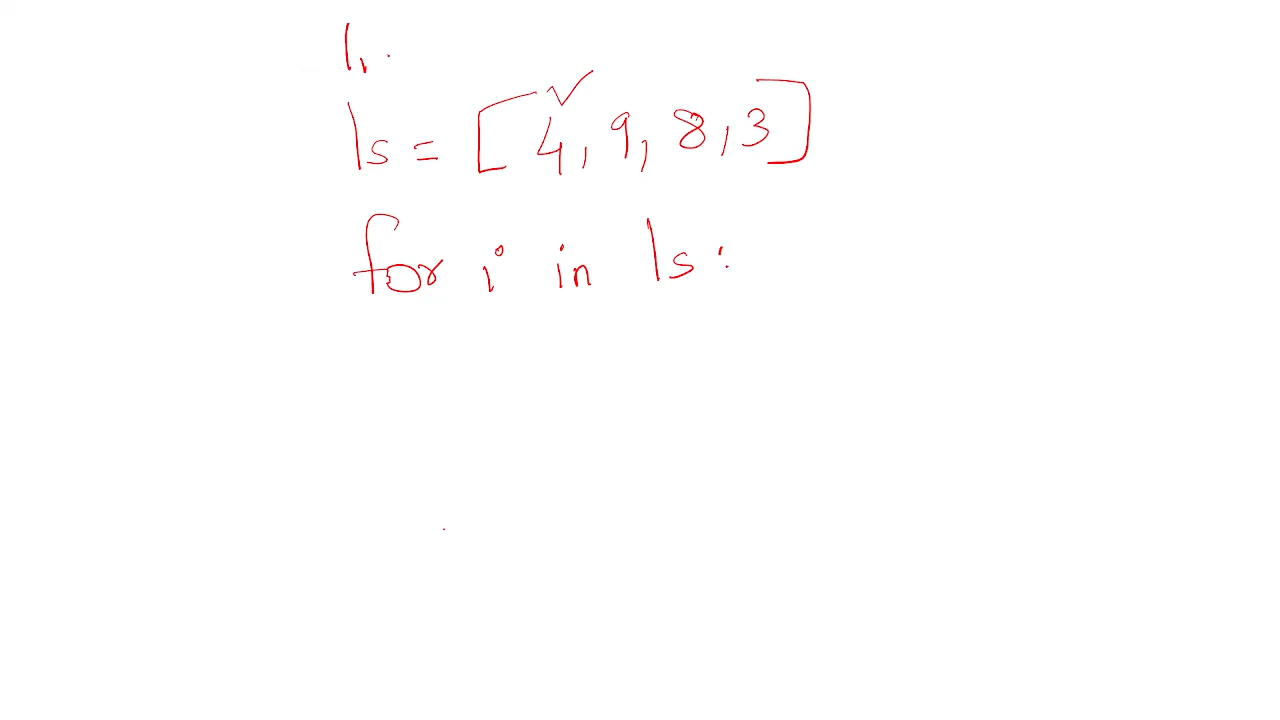 ls = [4, 9, 8, 3]
for i in ls: